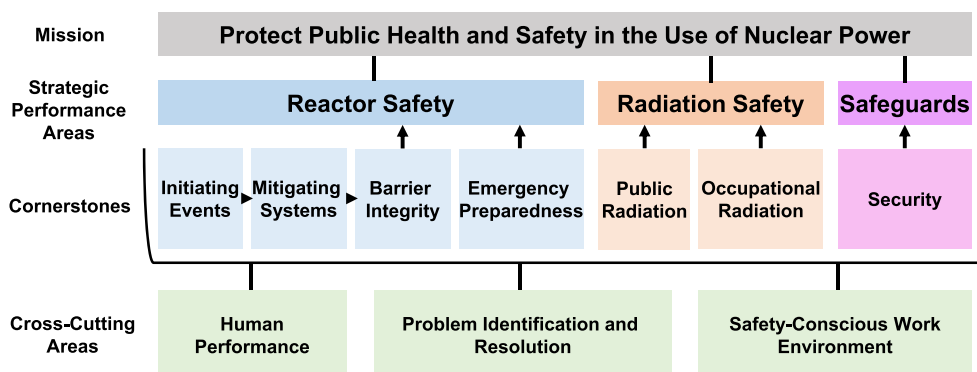 Mission
Protect Public Health and Safety in the Use of Nuclear Power
Strategic
Performance
Areas
Reactor Safety
Radiation Safety
Safeguards
Cornerstones
Initiating
Events
Mitigating
Systems
Barrier
Integrity
Emergency
Preparedness
Public
Radiation
Occupational
Radiation
Security
Cross-Cutting
Areas
Human
Performance
Problem Identification and
Resolution
Safety-Conscious Work
Environment